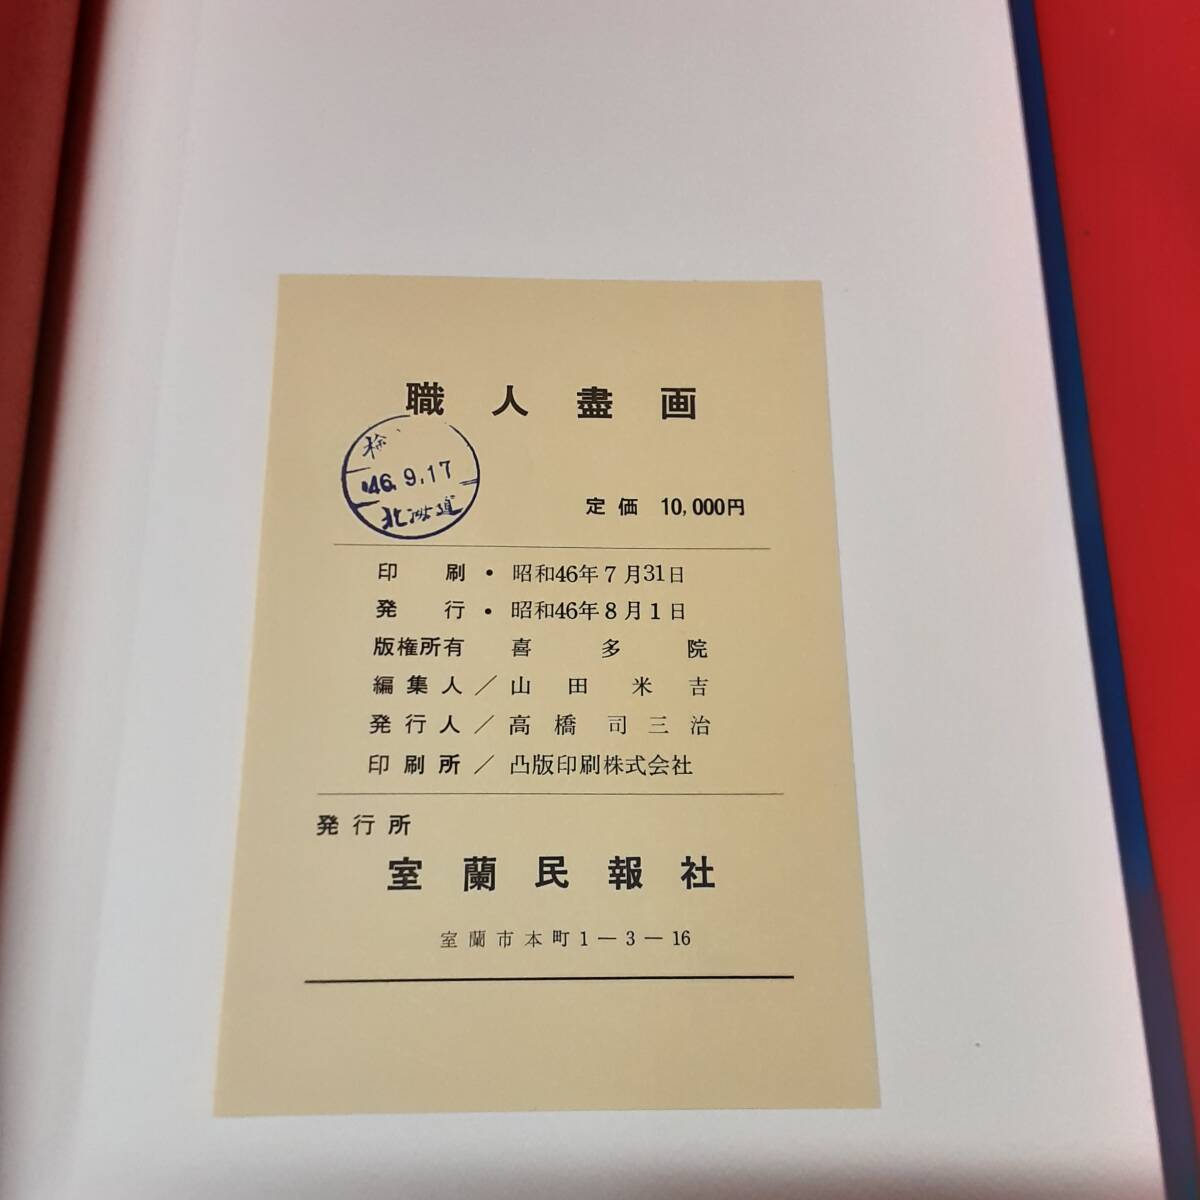 職人盡画
検
46.9.17
北海道
定価 10,000円
印刷・昭和46年7月31日
発行・昭和46年8月1日
版権所有 喜多院
編集人／山田米吉
発行人／高橋司三治
印刷所／凸版印刷株式会社
発行所
室蘭民報社
室蘭市本町1－3－16